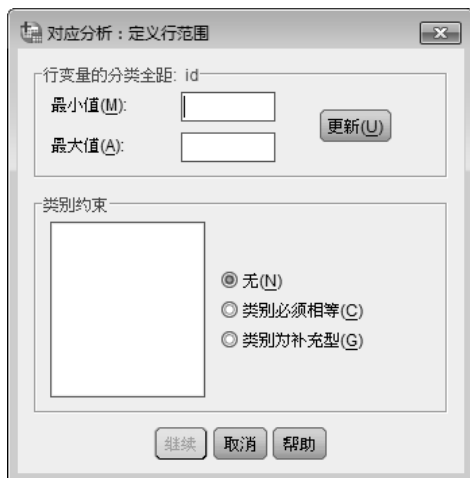 对应分析：定义行范围
行变量的分类全距: id
最小值(M):
最大值(A):
更新(U)
类别约束
无(N)
类别必须相等(C)
类别为补充型(G)
继续 取消 帮助